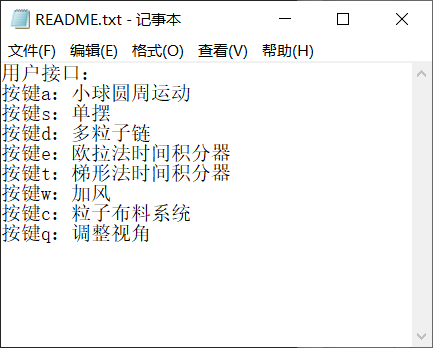 README.txt - 记事本
文件(F) 编辑(E) 格式(O) 查看(V) 帮助(H)
用户接口：
按键a：小球圆周运动
按键s：单摆
按键d：多粒子链
按键e：欧拉法时间积分器
按键t：梯形法时间积分器
按键w：加风
按键c：粒子布料系统
按键q：调整视角